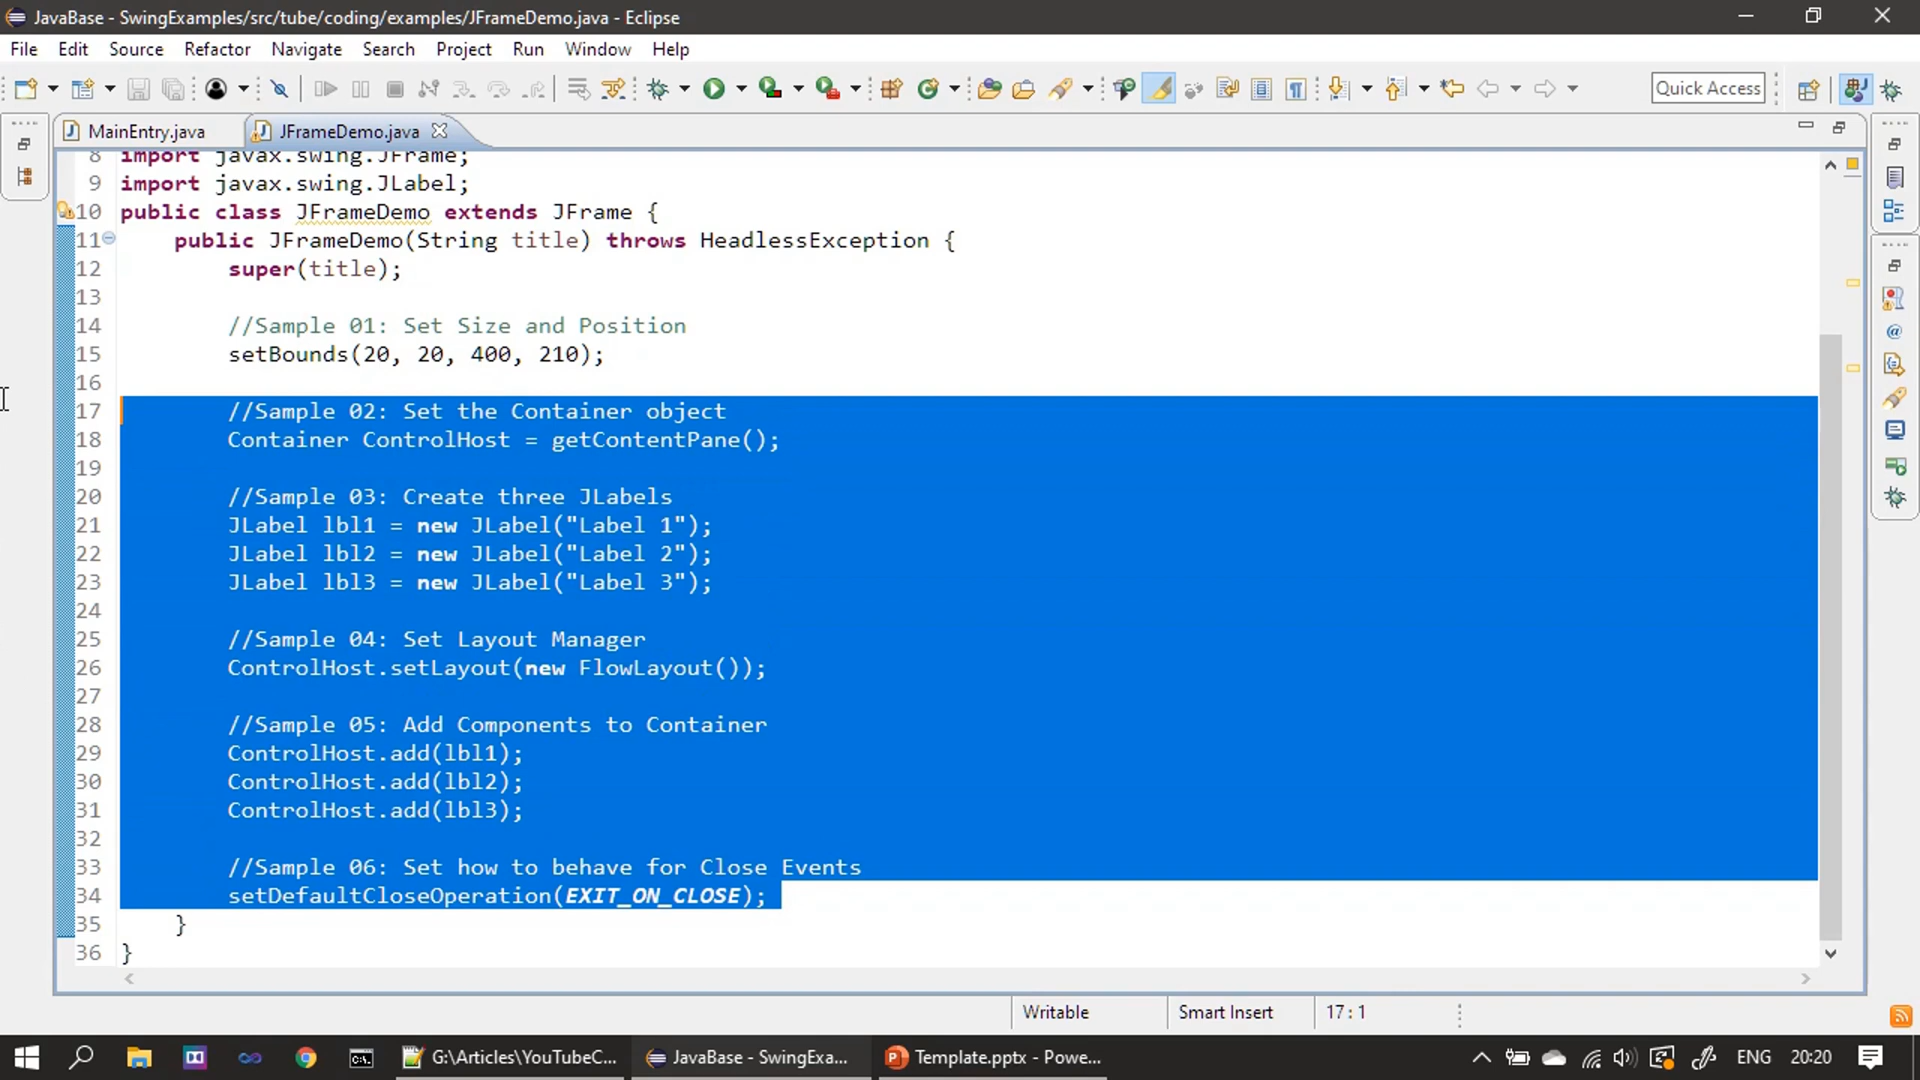 JavaBase - SwingExamples/src/tube/coding/examples/JFrameDemo.java - Eclipse
File Edit Source Refactor Navigate Search Project Run Window Help
Quick Access
MainEntry.java JFrameDemo.java
8 import javax.swing.JFrame;
9 import javax.swing.JLabel;
10 public class JFrameDemo extends JFrame {
11 public JFrameDemo(String title) throws HeadlessException {
12 super(title);
13
14 //Sample 01: Set Size and Position
15 setBounds(20, 20, 400, 210);
16
17 //Sample 02: Set the Container object
18 Container ControlHost = getContentPane();
19
20 //Sample 03: Create three JLabels
21 JLabel lbl1 = new JLabel("Label 1");
22 JLabel lbl2 = new JLabel("Label 2");
23 JLabel lbl3 = new JLabel("Label 3");
24
25 //Sample 04: Set Layout Manager
26 ControlHost.setLayout(new FlowLayout());
27
28 //Sample 05: Add Components to Container
29 ControlHost.add(lbl1);
30 ControlHost.add(lbl2);
31 ControlHost.add(lbl3);
32
33 //Sample 06: Set how to behave for Close Events
34 setDefaultCloseOperation(EXIT_ON_CLOSE);
35 }
36 }
Writable Smart Insert 17 : 1
G:\Articles\YouTubeC... JavaBase - SwingExa... Template.pptx - Powe... ENG 20:20